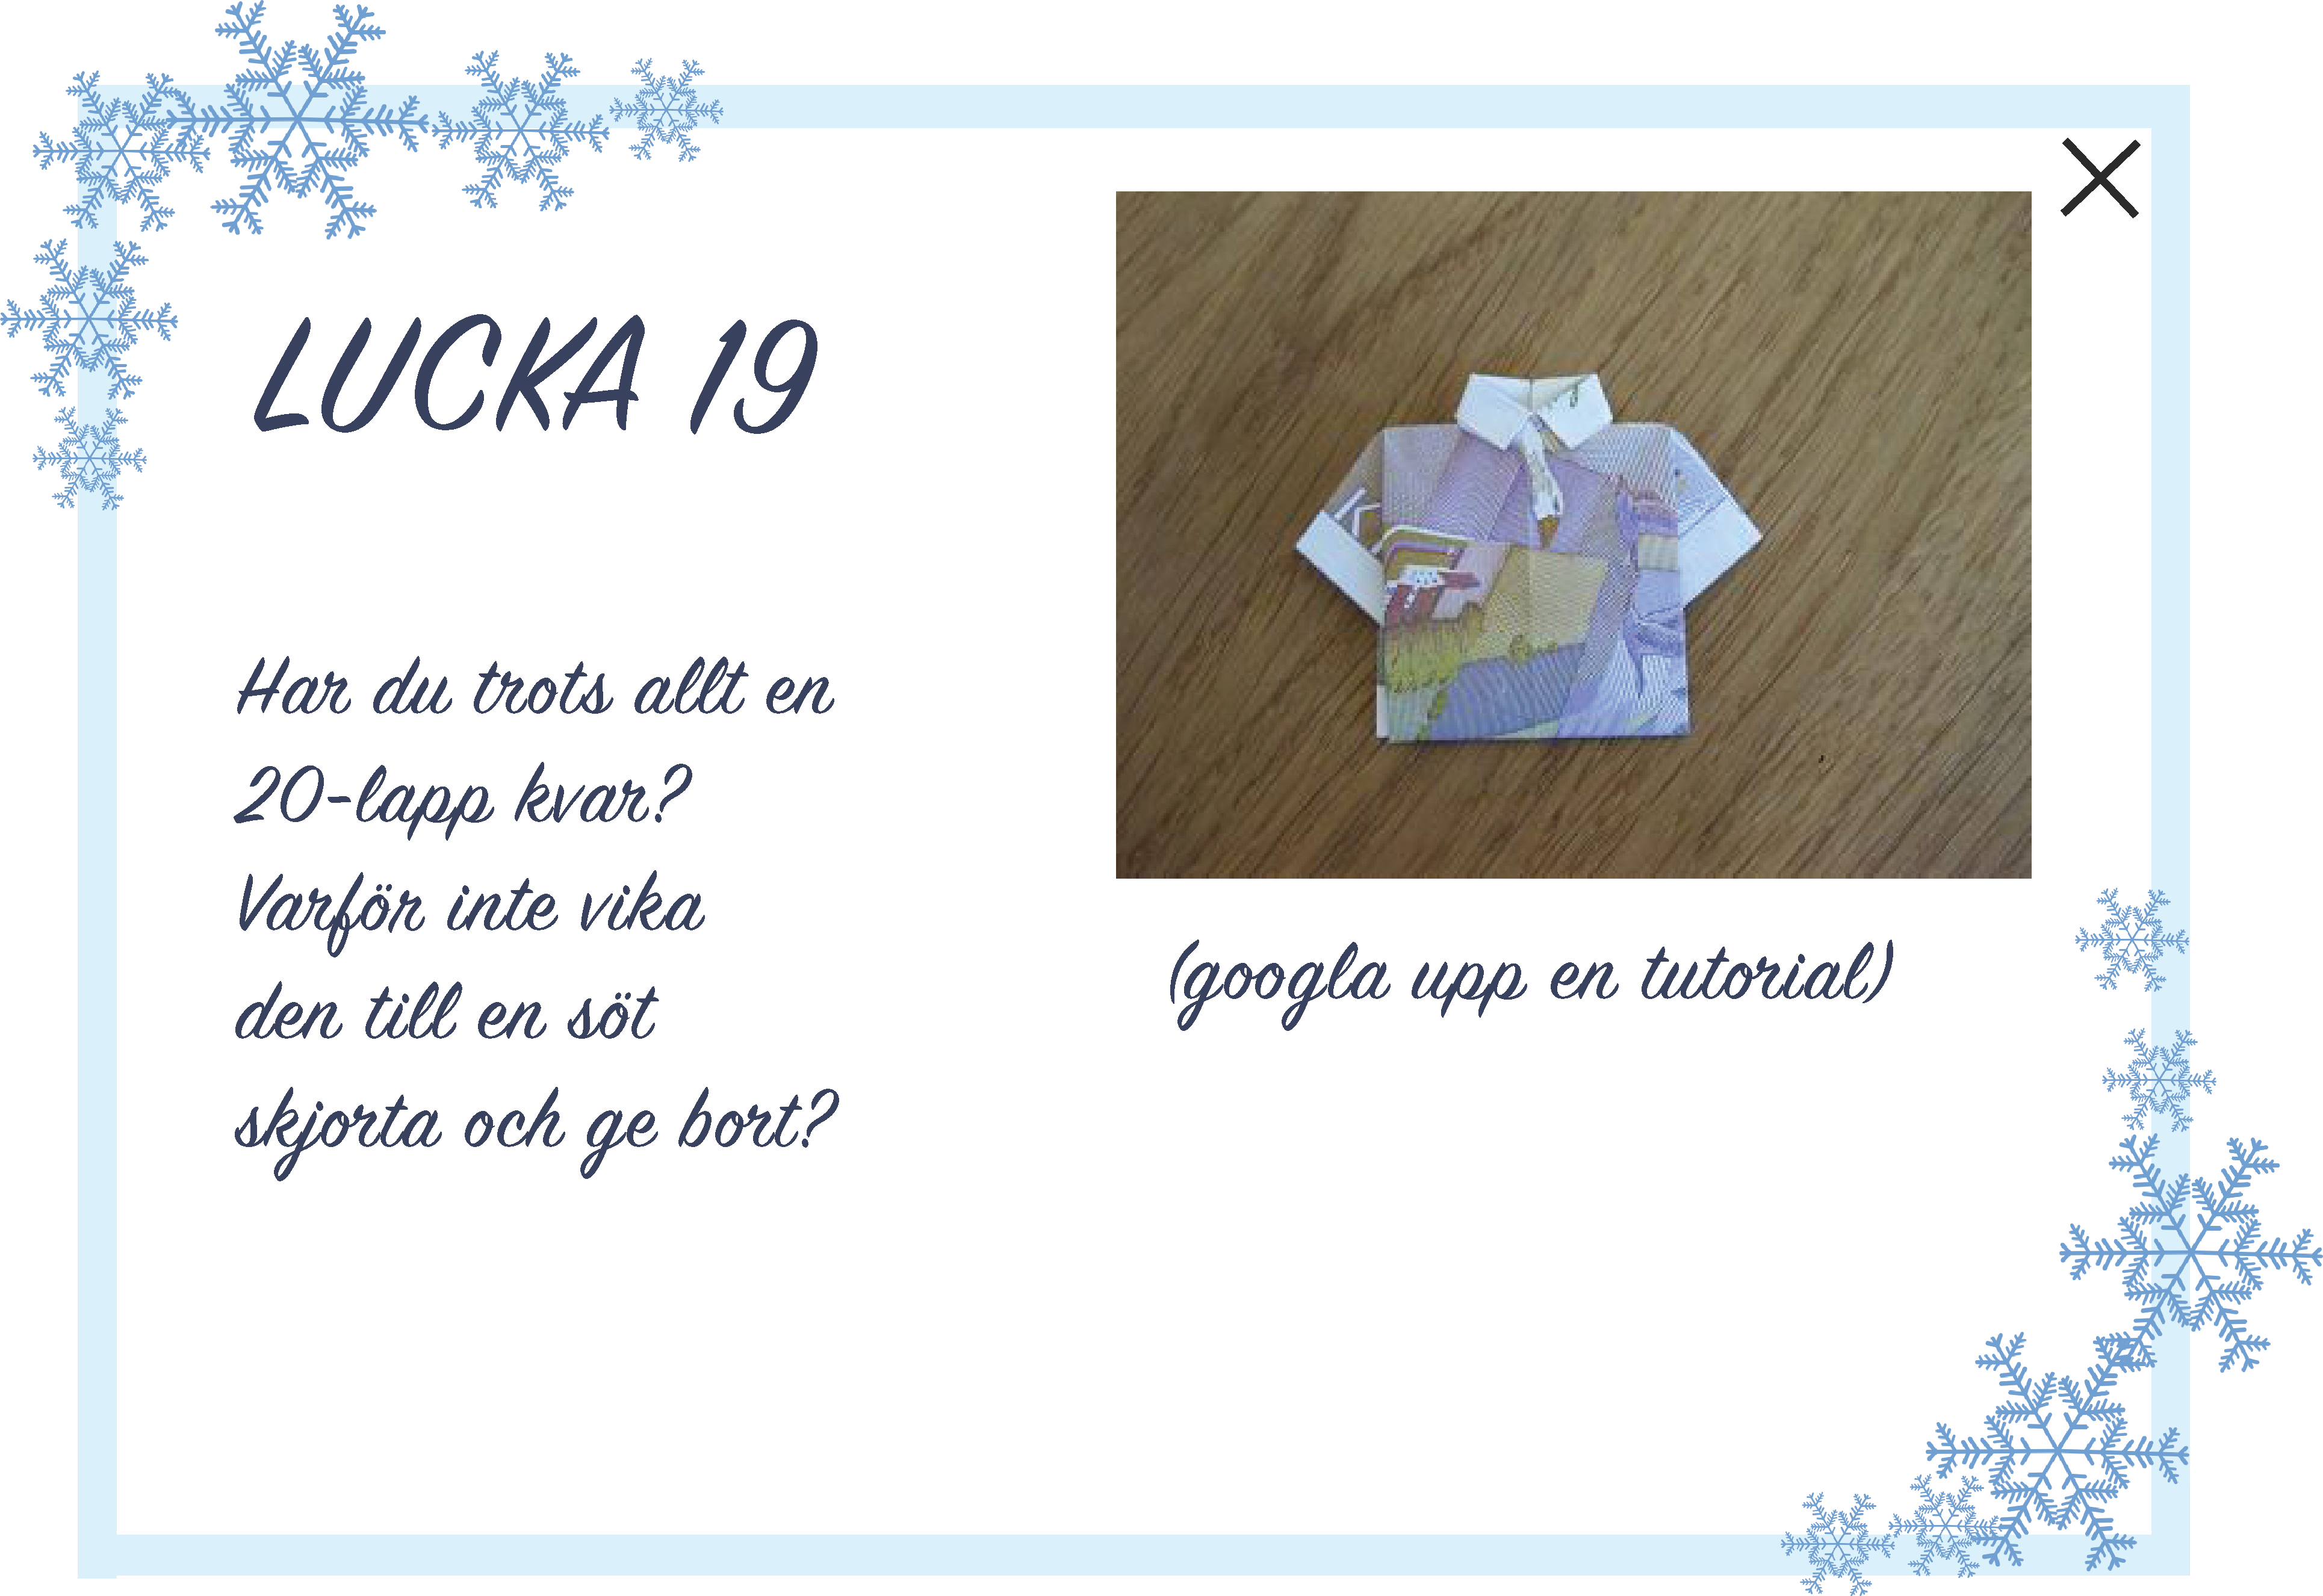 LUCKA 19
Har du trots allt en
20-lapp kvar?
Varför inte vika
den till en söt
skjorta och ge bort?
(googla upp en tutorial)